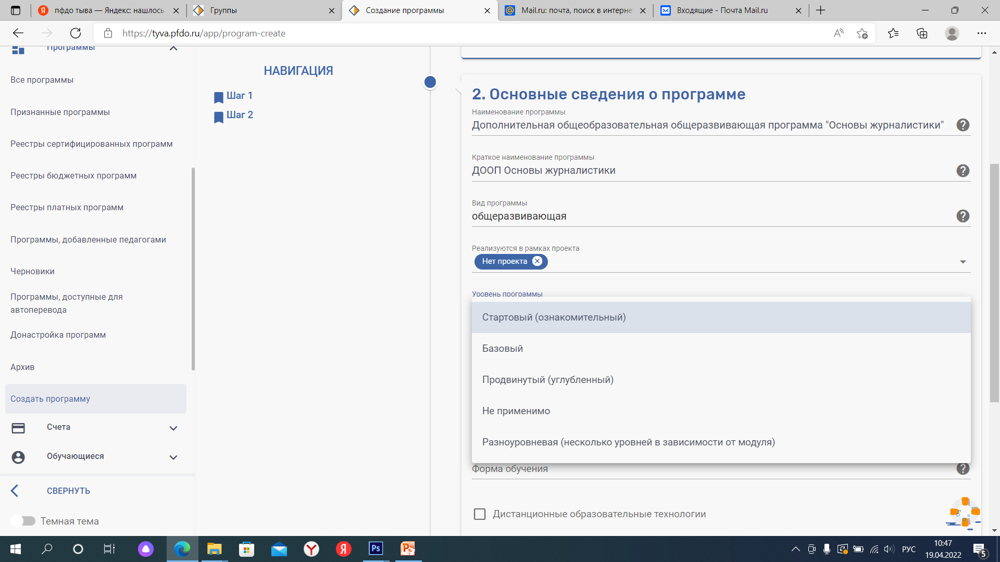 пфдо тыва — Яндекс: нашлось
Группы
Создание программы
Mail.ru: почта, поиск в интерне
Входящие - Почта Mail.ru
https://tyva.pfdo.ru/app/program-create
Программы
Все программы
Признанные программы
Реестры сертифицированных программ
Реестры бюджетных программ
Реестры платных программ
Программы, добавленные педагогами
Черновики
Программы, доступные для
автоперевода
Донастройка программ
Архив
Создать программу
Счета
Обучающиеся
СВЕРНУТЬ
Темная тема
НАВИГАЦИЯ
Шаг 1
Шаг 2
2. Основные сведения о программе
Наименование программы
Дополнительная общеобразовательная общеразвивающая программа "Основы журналистики"
Краткое наименование программы
ДООП Основы журналистики
Вид программы
общеразвивающая
Реализуются в рамках проекта
Нет проекта
Уровень программы
Стартовый (ознакомительный)
Базовый
Продвинутый (углубленный)
Не применимо
Разноуровневая (несколько уровней в зависимости от модуля)
Форма обучения
Дистанционные образовательные технологии
РУС
10:47
19.04.2022
5